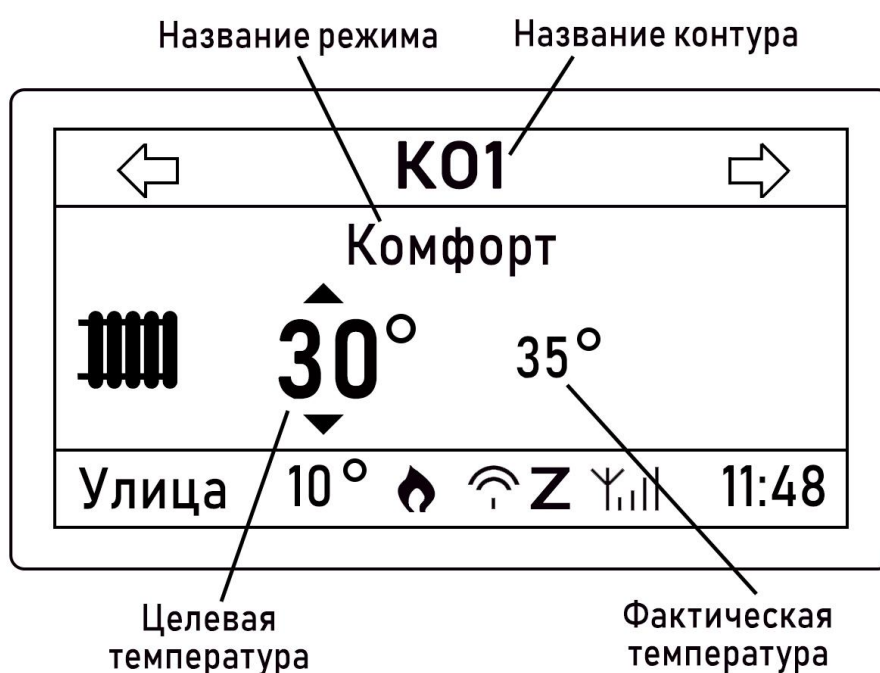 Название режима
Название контура
КО1
Комфорт
30°
35°
Улица 10° Z 11:48
Целевая
температура
Фактическая
температура